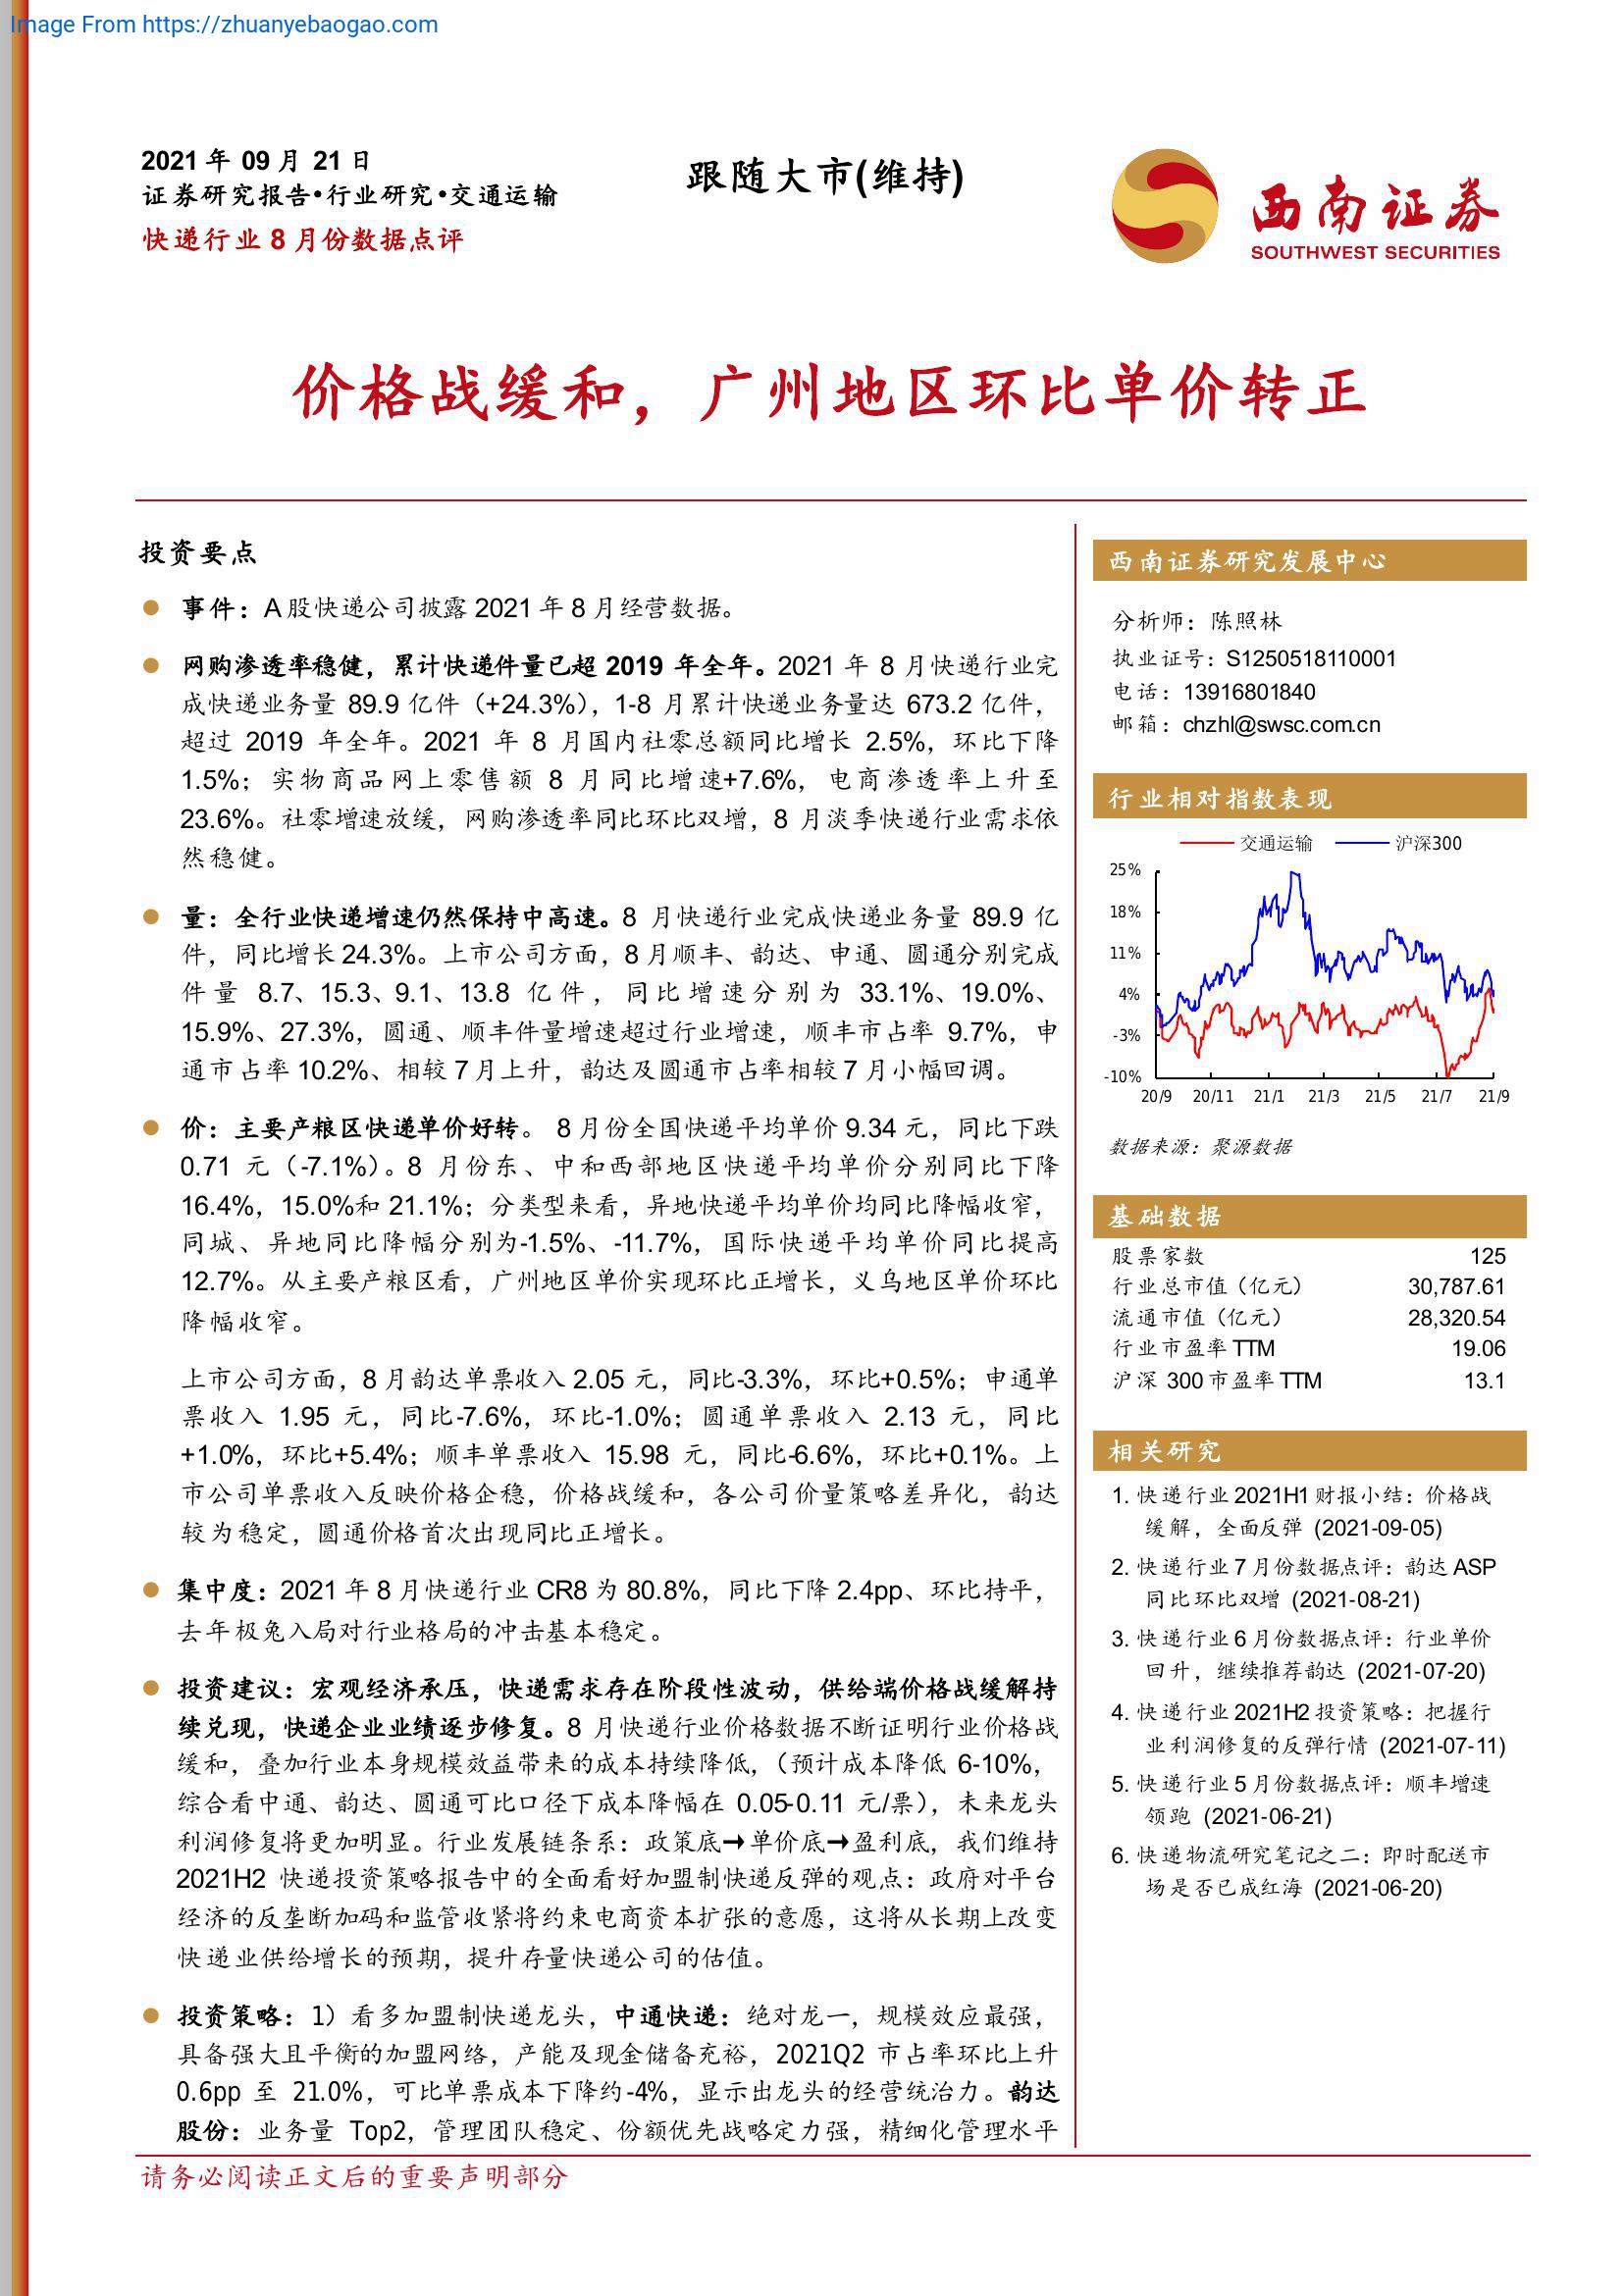 Image From https://zhuanyebaogao.com
2021 年 09 月 21 日
证券研究报告•行业研究•交通运输
快递行业 8 月份数据点评
跟随大市(维持)
西南证券
SOUTHWEST SECURITIES
价格战缓和，广州地区环比单价转正
投资要点
事件：A 股快递公司披露 2021 年 8 月经营数据。
网购渗透率稳健，累计快递件量已超 2019 年全年。2021 年 8 月快递行业完
成快递业务量 89.9 亿件（+24.3%），1-8 月累计快递业务量达 673.2 亿件，
超过 2019 年全年。2021 年 8 月国内社零总额同比增长 2.5%，环比下降
1.5%；实物商品网上零售额 8 月同比增速+7.6%，电商渗透率上升至
23.6%。社零增速放缓，网购渗透率同比环比双增，8 月淡季快递行业需求依
然稳健。
量：全行业快递增速仍然保持中高速。8 月快递行业完成快递业务量 89.9 亿
件，同比增长 24.3%。上市公司方面，8 月顺丰、韵达、申通、圆通分别完成
件量 8.7、15.3、9.1、13.8 亿件，同比增速分别为 33.1%、19.0%、
15.9%、27.3%，圆通、顺丰件量增速超过行业增速，顺丰市占率 9.7%，申
通市占率 10.2%、相较 7 月上升，韵达及圆通市占率相较 7 月小幅回调。
价：主要产粮区快递单价好转。 8 月份全国快递平均单价 9.34 元，同比下跌
0.71 元（-7.1%）。8 月份东、中和西部地区快递平均单价分别同比下降
16.4%，15.0%和 21.1%；分类型来看，异地快递平均单价均同比降幅收窄，
同城、异地同比降幅分别为-1.5%、-11.7%，国际快递平均单价同比提高
12.7%。从主要产粮区看，广州地区单价实现环比正增长，义乌地区单价环比
降幅收窄。
上市公司方面，8 月韵达单票收入 2.05 元，同比-3.3%，环比+0.5%；申通单
票收入 1.95 元，同比-7.6%，环比-1.0%；圆通单票收入 2.13 元，同比
+1.0%，环比+5.4%；顺丰单票收入 15.98 元，同比-6.6%，环比+0.1%。上
市公司单票收入反映价格企稳，价格战缓和，各公司价量策略差异化，韵达
较为稳定，圆通价格首次出现同比正增长。
集中度：2021 年 8 月快递行业 CR8 为 80.8%，同比下降 2.4pp、环比持平，
去年极兔入局对行业格局的冲击基本稳定。
投资建议：宏观经济承压，快递需求存在阶段性波动，供给端价格战缓解持
续兑现，快递企业业绩逐步修复。8 月快递行业价格数据不断证明行业价格战
缓和，叠加行业本身规模效益带来的成本持续降低，（预计成本降低 6-10%，
综合看中通、韵达、圆通可比口径下成本降幅在 0.05-0.11 元/票），未来龙头
利润修复将更加明显。行业发展链条系：政策底→单价底→盈利底，我们维持
2021H2 快递投资策略报告中的全面看好加盟制快递反弹的观点：政府对平台
经济的反垄断加码和监管收紧将约束电商资本扩张的意愿，这将从长期上改变
快递业供给增长的预期，提升存量快递公司的估值。
投资策略：1）看多加盟制快递龙头，中通快递：绝对龙一，规模效应最强，
具备强大且平衡的加盟网络，产能及现金储备充裕，2021Q2 市占率环比上升
0.6pp 至 21.0%，可比单票成本下降约-4%，显示出龙头的经营统治力。韵达
股份：业务量 Top2，管理团队稳定、份额优先战略定力强，精细化管理水平
西南证券研究发展中心
分析师：陈照林
执业证号：S1250518110001
电话：13916801840
邮箱：chzhl@swsc.com.cn
行业相对指数表现
交通运输 沪深300
25%
18%
11%
4%
-3%
-10%
20/9 20/11 21/1 21/3 21/5 21/7 21/9
数据来源：聚源数据
基础数据
股票家数 125
行业总市值（亿元） 30,787.61
流通市值（亿元） 28,320.54
行业市盈率 TTM 19.06
沪深 300 市盈率 TTM 13.1
相关研究
1. 快递行业 2021H1 财报小结：价格战
缓解，全面反弹 (2021-09-05)
2. 快递行业 7 月份数据点评：韵达 ASP
同比环比双增 (2021-08-21)
3. 快递行业 6 月份数据点评：行业单价
回升，继续推荐韵达 (2021-07-20)
4. 快递行业 2021H2 投资策略：把握行
业利润修复的反弹行情 (2021-07-11)
5. 快递行业 5 月份数据点评：顺丰增速
领跑 (2021-06-21)
6. 快递物流研究笔记之二：即时配送市
场是否已成红海 (2021-06-20)
请务必阅读正文后的重要声明部分